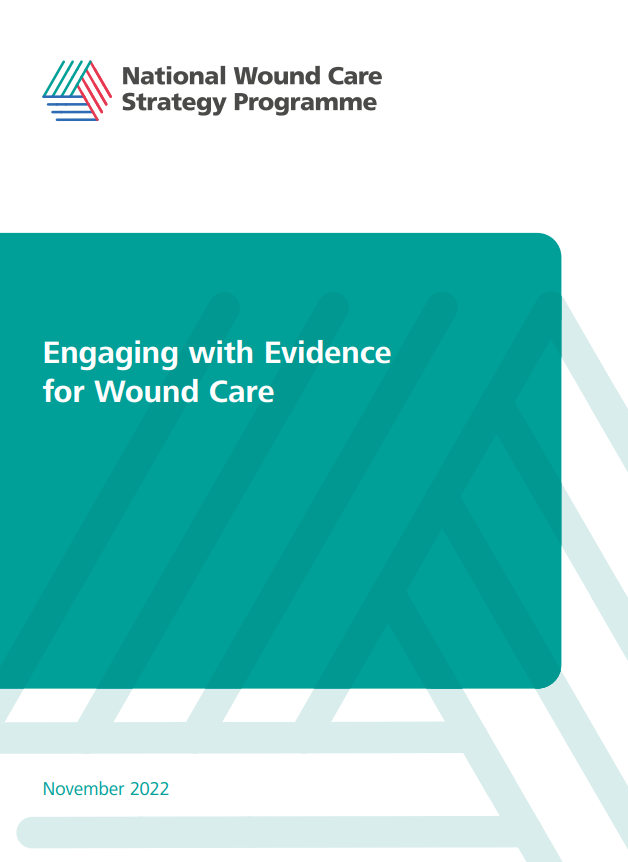 National Wound Care
Strategy Programme
Engaging with Evidence
for Wound Care
November 2022